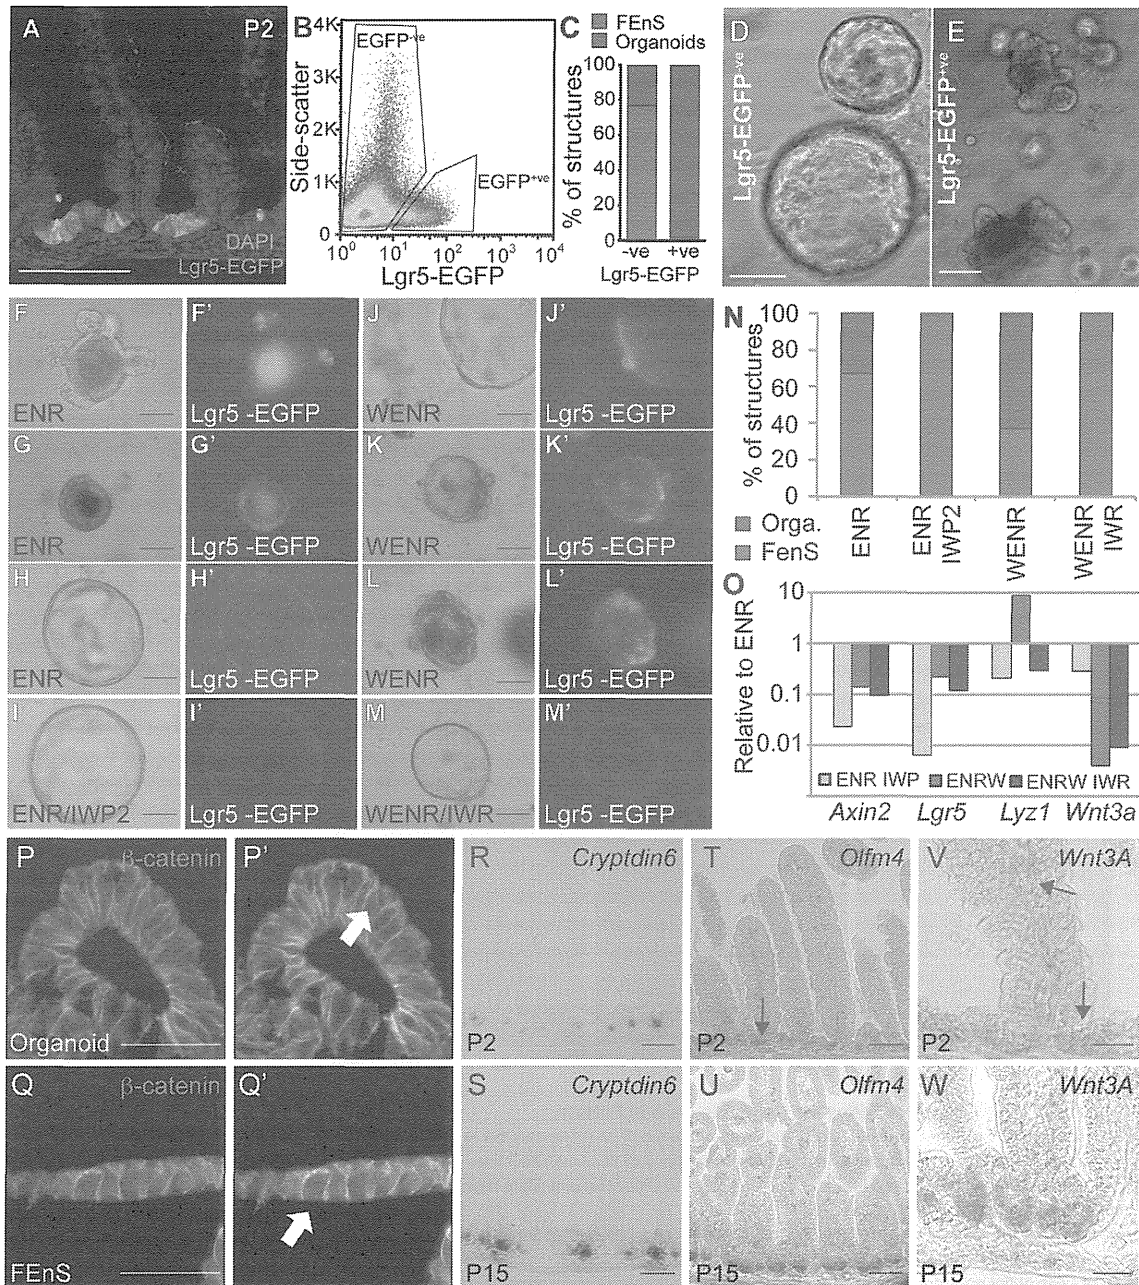 A
P2
DAPI
Lgr5-EGFP
B
4K
3K
2K
1K
0
Side-scatter
EGFP-ve
EGFP+ve
10^0 10^1 10^2 10^3 10^4
Lgr5-EGFP
C
FEnS
Organoids
100
80
60
40
20
0
% of structures
-ve +ve
Lgr5-EGFP
D
Lgr5-EGFP-ve
E
Lgr5-EGFP+ve
F
ENR
F'
Lgr5 -EGFP
J
WENR
J'
Lgr5 -EGFP
G
ENR
G'
Lgr5 -EGFP
K
WENR
K'
Lgr5 -EGFP
H
ENR
H'
Lgr5 -EGFP
L
WENR
L'
Lgr5 -EGFP
I
ENR/IWP2
I'
Lgr5 -EGFP
M
WENR/IWR
M'
Lgr5 -EGFP
N
100
80
60
40
20
0
% of structures
Orga.
FenS
ENR
ENR IWP2
WENR
WENR IWR
O
10
1
0.1
0.01
Relative to ENR
ENR IWP ENRW ENRW IWR
Axin2 Lgr5 Lyz1 Wnt3a
P
β-catenin
Organoid
P'
R
Cryptdin6
P2
T
Olfm4
P2
V
Wnt3A
P2
Q
β-catenin
FEnS
Q'
S
Cryptdin6
P15
U
Olfm4
P15
W
Wnt3A
P15